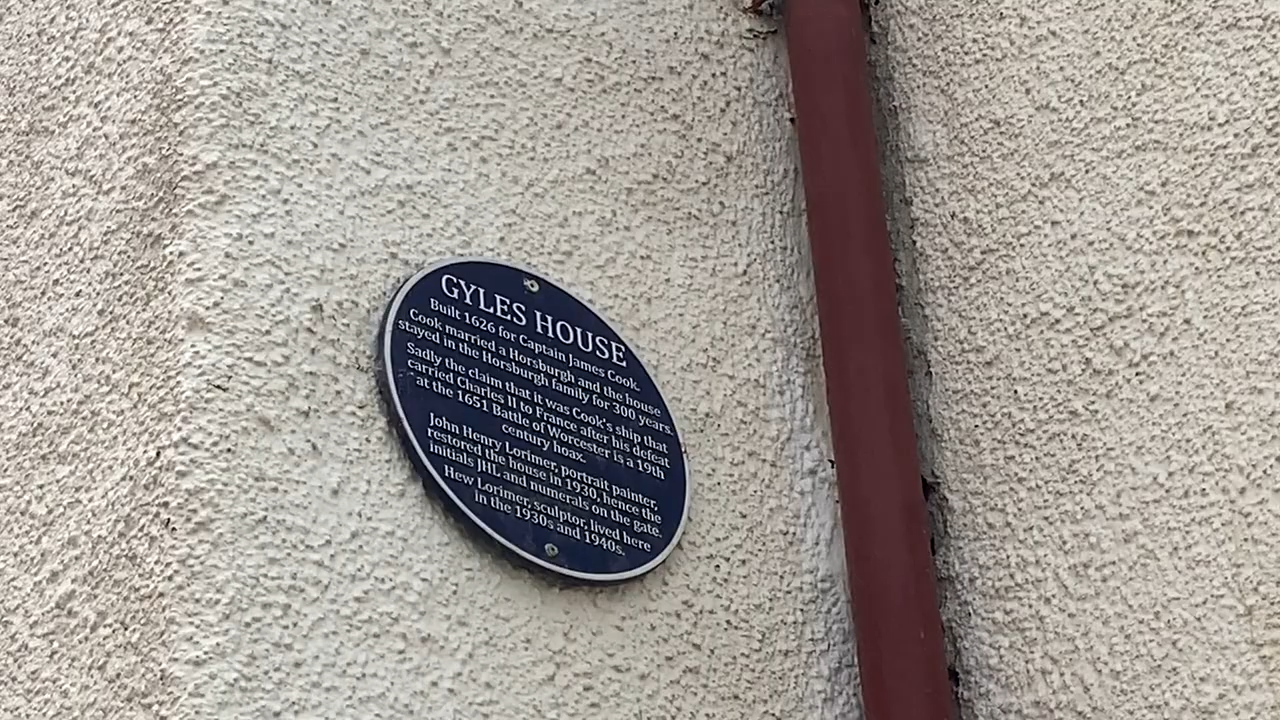 GYLES HOUSE
Built 1626 for Captain James Cook.
Cook married a Horsburgh and the house
stayed in the Horsburgh family for 300 years.
Sadly the claim that it was Cook's ship that
carried Charles II to France after his defeat
at the 1651 Battle of Worcester is a 19th
century hoax.
John Henry Lorimer, portrait painter,
restored the house in 1930, hence the
initials JHL and numerals on the gate.
Hew Lorimer, sculptor, lived here
in the 1930s and 1940s.